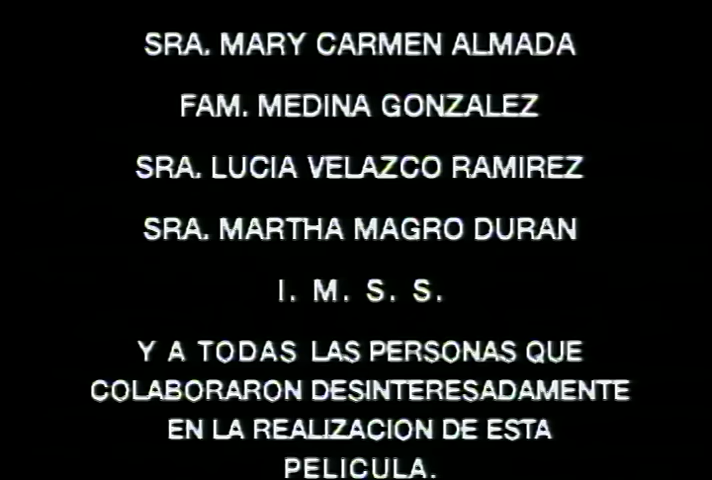 SRA. MARY CARMEN ALMADA
FAM. MEDINA GONZALEZ
SRA. LUCIA VELAZCO RAMIREZ
SRA. MARTHA MAGRO DURAN
I. M. S. S.
Y A TODAS LAS PERSONAS QUE
COLABORARON DESINTERESADAMENTE
EN LA REALIZACION DE ESTA
PELICULA.